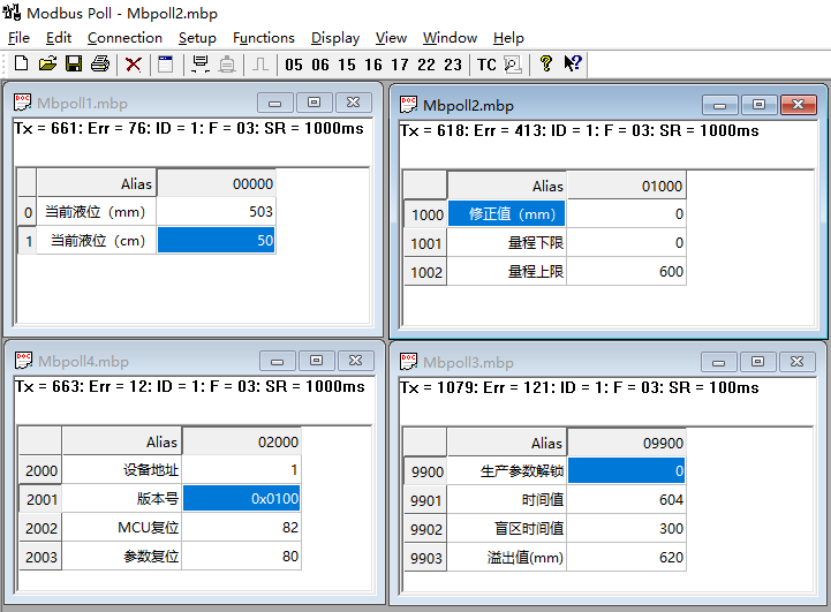 Modbus Poll - Mbpoll2.mbp
File Edit Connection Setup Functions Display View Window Help
05 06 15 16 17 22 23 TC
Mbpoll1.mbp
Tx = 661: Err = 76: ID = 1: F = 03: SR = 1000ms
Alias 00000
0 当前液位（mm） 503
1 当前液位（cm） 50
Mbpoll2.mbp
Tx = 618: Err = 413: ID = 1: F = 03: SR = 1000ms
Alias 01000
1000 修正值（mm） 0
1001 量程下限 0
1002 量程上限 600
Mbpoll4.mbp
Tx = 663: Err = 12: ID = 1: F = 03: SR = 1000ms
Alias 02000
2000 设备地址 1
2001 版本号 0x0100
2002 MCU复位 82
2003 参数复位 80
Mbpoll3.mbp
Tx = 1079: Err = 121: ID = 1: F = 03: SR = 100ms
Alias 09900
9900 生产参数解锁 0
9901 时间值 604
9902 盲区时间值 300
9903 溢出值(mm) 620